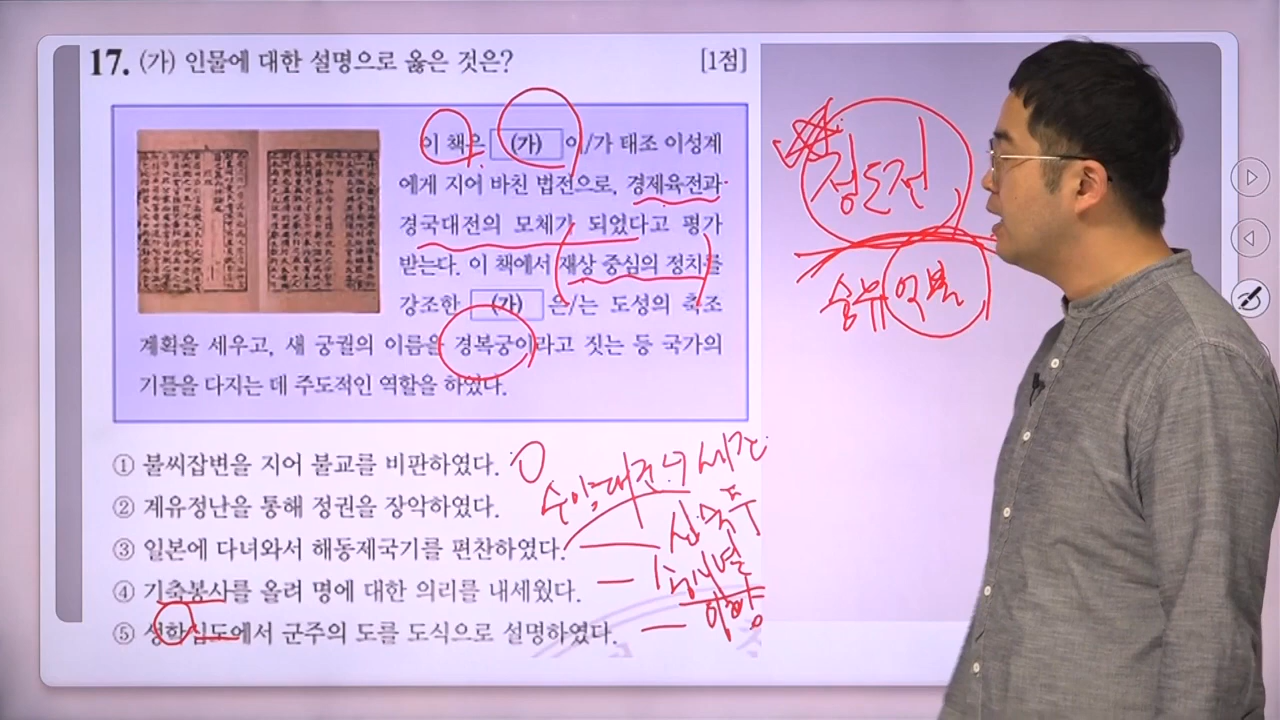 17. (가) 인물에 대한 설명으로 옳은 것은? [1점]
이 책은 (가) 이/가 태조 이성계
에게 지어 바친 법전으로, 경제육전과
경국대전의 모체가 되었다고 평가
받는다. 이 책에서 재상 중심의 정치를
강조한 (가) 은/는 도성의 축조
계획을 세우고, 새 궁궐의 이름을 경복궁이라고 짓는 등 국가의
기틀을 다지는 데 주도적인 역할을 하였다.
① 불씨잡변을 지어 불교를 비판하였다.
② 계유정난을 통해 정권을 장악하였다.
③ 일본에 다녀와서 해동제국기를 편찬하였다.
④ 기축봉사를 올려 명에 대한 의리를 내세웠다.
⑤ 성학십도에서 군주의 도를 도식으로 설명하였다.
수양대군 세조
신숙주
송시열
이황
정도전
숭유억불